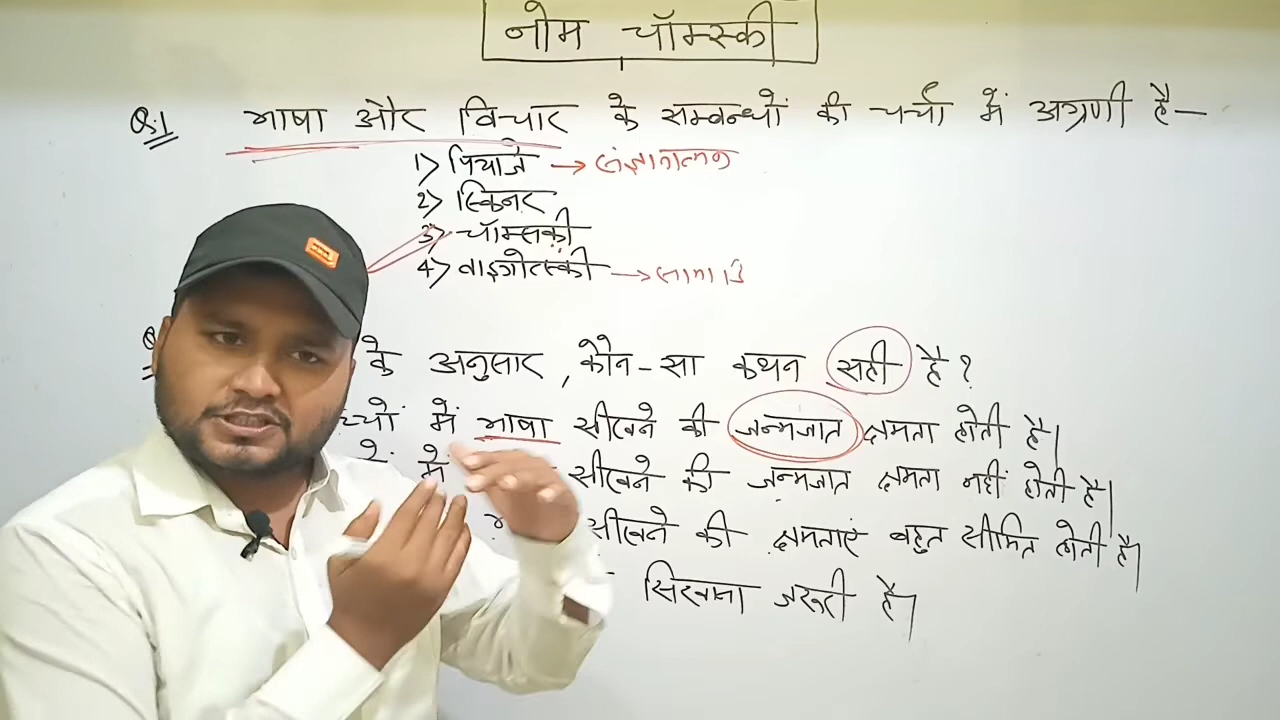 नोम चॉम्स्की
Q.1 भाषा और विचार के सम्बन्धों की चर्चा में अग्रणी है—
1> पियाजे → संज्ञानात्मक
2> स्किनर
3> चॉम्सकी
4> वाइगोत्स्की → सामाजि
के अनुसार, कौन-सा कथन सही है?
च्चों में भाषा सीखने की जन्मजात क्षमता होती है।
में सीखने की जन्मजात क्षमता नहीं होती है।
सीखने की क्षमताएं बहुत सीमित होती है।
सिखाना जरूरी है।